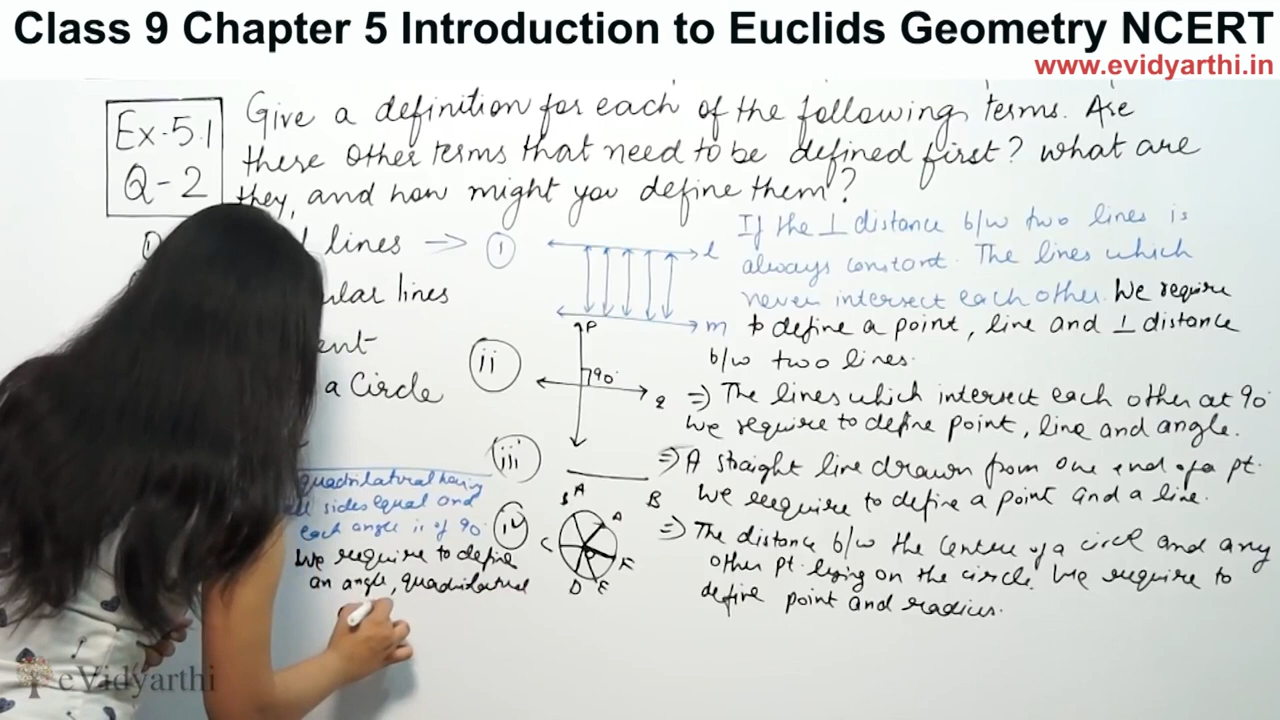 Class 9 Chapter 5 Introduction to Euclids Geometry NCERT
www.evidyarthi.in
Ex.5.1
Q-2
Give a definition for each of the following terms. Are
there other terms that need to be defined first? what are
they, and how might you define them?
lines →
ular lines
ent
a Circle
i
l
m
If the ⊥ distance b/w two lines is
always constant. The lines which
never intersect each other. We require
to define a point, line and ⊥ distance
b/w two lines.
ii
P
90°
q
⇒ The lines which intersect each other at 90°
We require to define point, line and angle.
iii
A
B
⇒ A straight line drawn from one end of a pt.
We reequire to define a point and a line.
iv
B
A
C
D
E
F
⇒ The distance b/w the centre of a circle and any
other pt. lying on the circle. We require to
define point and radius.
quadrilateral having
sides equal and
each angle is of 90°
We require to define
an angle, quadrilateral
eVidyarthi